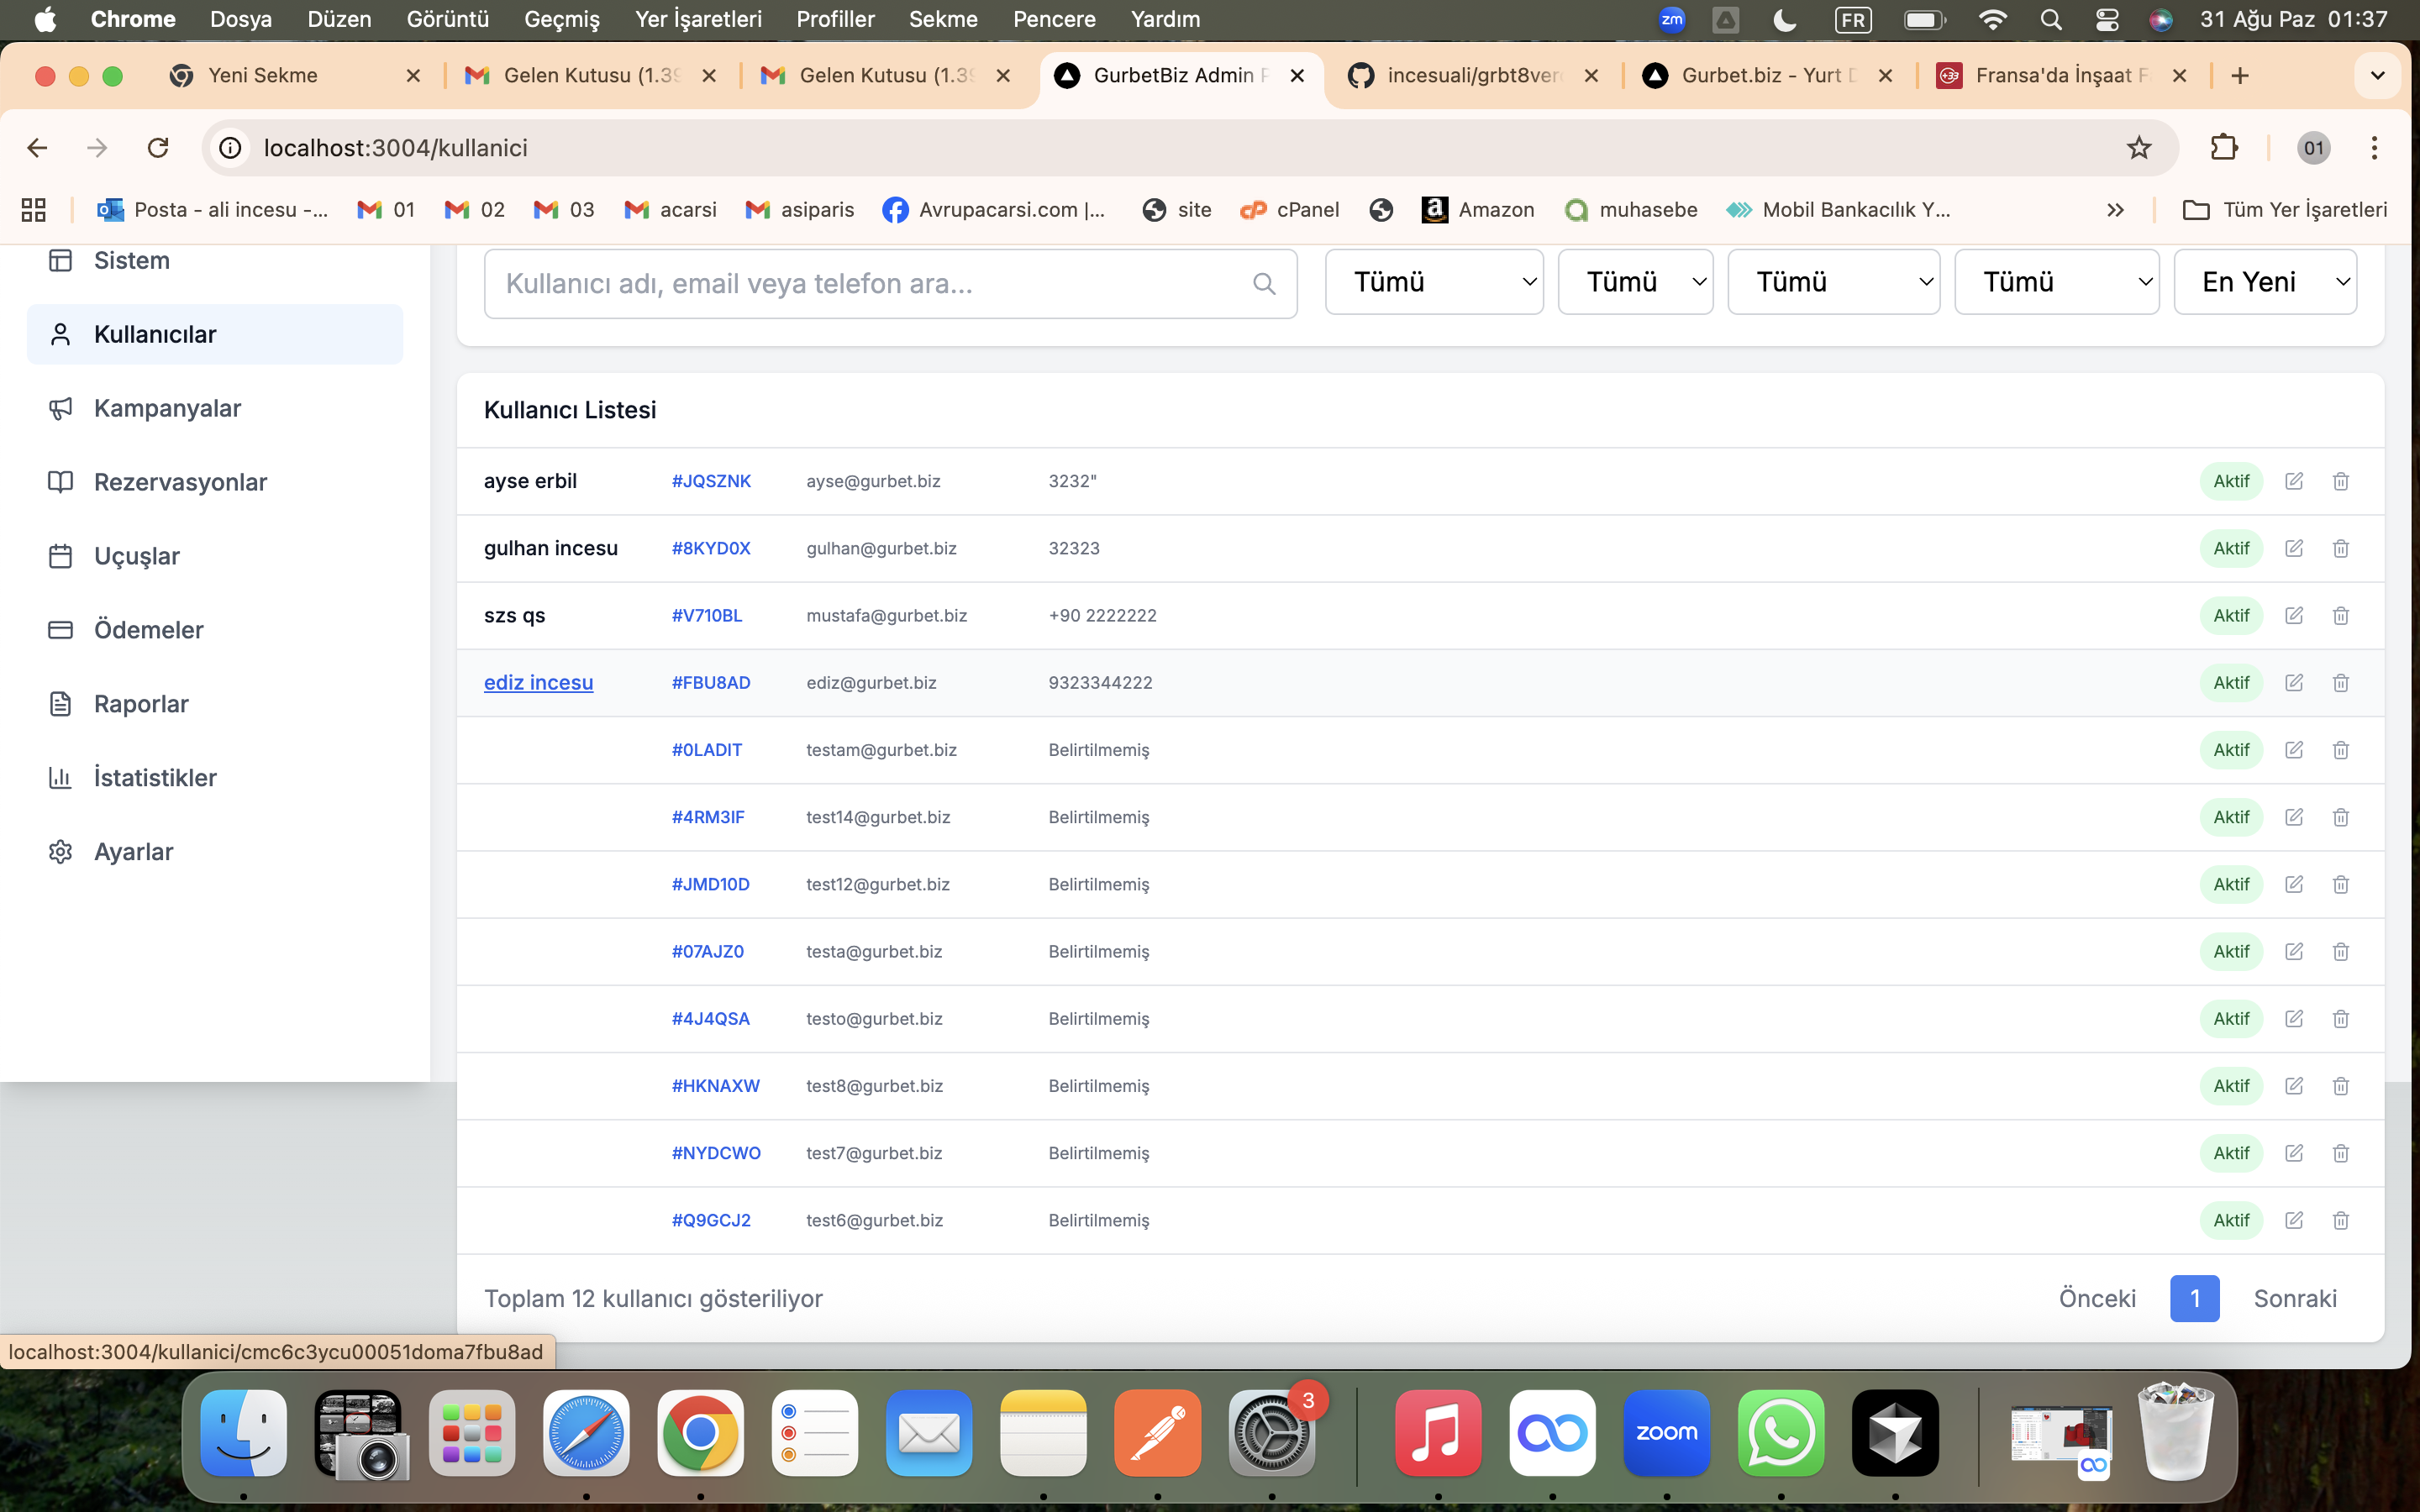 Chrome Dosya Düzen Görüntü Geçmiş Yer İşaretleri Profiller Sekme Pencere Yardım zm FR 31 Ağu Paz 01:37
Yeni Sekme Gelen Kutusu (1.39 Gelen Kutusu (1.39 GurbetBiz Admin P incesuali/grbt8ver Gurbet.biz - Yurt D +33 Fransa'da İnşaat F
localhost:3004/kullanici 01
Posta - ali incesu -... 01 02 03 acarsi asiparis Avrupacarsi.com |... site cPanel Amazon muhasebe Mobil Bankacılık Y... Tüm Yer İşaretleri
Sistem
Kullanıcılar
Kampanyalar
Rezervasyonlar
Uçuşlar
Ödemeler
Raporlar
İstatistikler
Ayarlar
Kullanıcı adı, email veya telefon ara... Tümü Tümü Tümü Tümü En Yeni
Kullanıcı Listesi
ayse erbil #JQSZNK ayse@gurbet.biz 3232" Aktif
gulhan incesu #8KYD0X gulhan@gurbet.biz 32323 Aktif
szs qs #V710BL mustafa@gurbet.biz +90 2222222 Aktif
ediz incesu #FBU8AD ediz@gurbet.biz 9323344222 Aktif
#0LADIT testam@gurbet.biz Belirtilmemiş Aktif
#4RM3IF test14@gurbet.biz Belirtilmemiş Aktif
#JMD10D test12@gurbet.biz Belirtilmemiş Aktif
#07AJZ0 testa@gurbet.biz Belirtilmemiş Aktif
#4J4QSA testo@gurbet.biz Belirtilmemiş Aktif
#HKNAXW test8@gurbet.biz Belirtilmemiş Aktif
#NYDCWO test7@gurbet.biz Belirtilmemiş Aktif
#Q9GCJ2 test6@gurbet.biz Belirtilmemiş Aktif
Toplam 12 kullanıcı gösteriliyor Önceki 1 Sonraki
localhost:3004/kullanici/cmc6c3ycu00051doma7fbu8ad
3
zoom